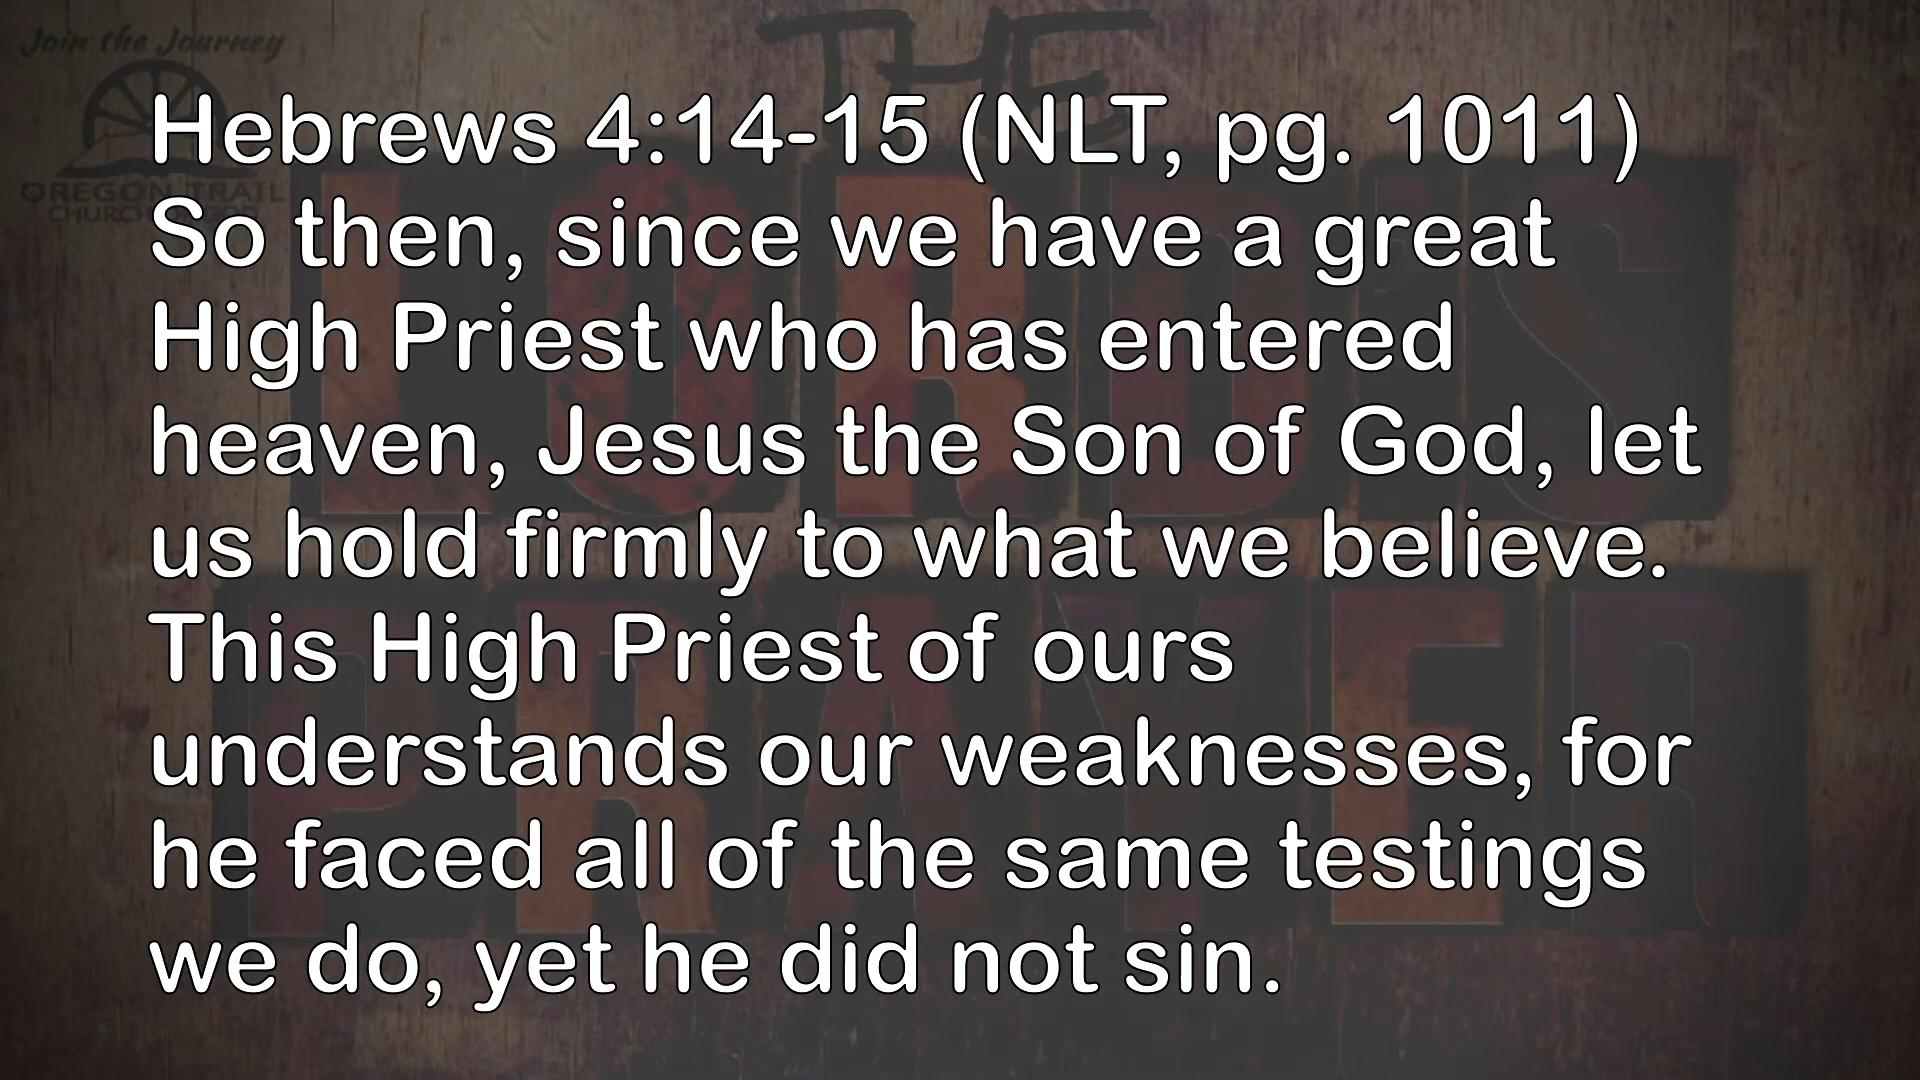 Join the Journey
OREGON TRAIL
CHURCH
THE
LORD'S
PRAYER
Hebrews 4:14-15 (NLT, pg. 1011)
So then, since we have a great
High Priest who has entered
heaven, Jesus the Son of God, let
us hold firmly to what we believe.
This High Priest of ours
understands our weaknesses, for
he faced all of the same testings
we do, yet he did not sin.